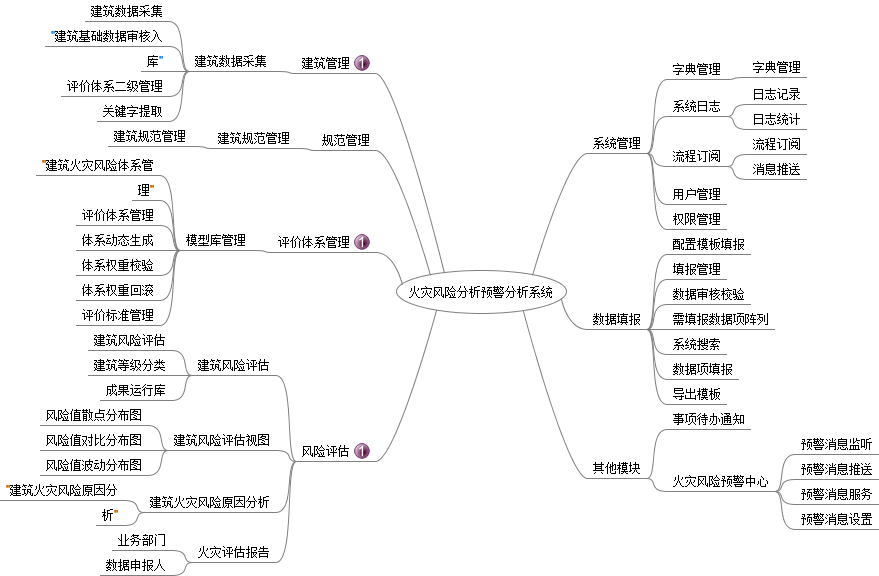 火灾风险分析预警分析系统
建筑管理
1
建筑数据采集
建筑数据采集
"建筑基础数据审核入
库"
评价体系二级管理
关键字提取
规范管理
建筑规范管理
建筑规范管理
评价体系管理
1
模型库管理
"建筑火灾风险体系管
理"
评价体系管理
体系动态生成
体系权重校验
体系权重回滚
评价标准管理
风险评估
1
建筑风险评估
建筑风险评估
建筑等级分类
成果运行库
建筑风险评估视图
风险值散点分布图
风险值对比分布图
风险值波动分布图
建筑火灾风险原因分析
"建筑火灾风险原因分
析"
火灾评估报告
业务部门
数据申报人
系统管理
字典管理
字典管理
系统日志
日志记录
日志统计
流程订阅
流程订阅
消息推送
用户管理
权限管理
数据填报
配置模板填报
填报管理
数据审核校验
需填报数据项阵列
系统搜索
数据项填报
导出模板
其他模块
事项待办通知
火灾风险预警中心
预警消息监听
预警消息推送
预警消息服务
预警消息设置